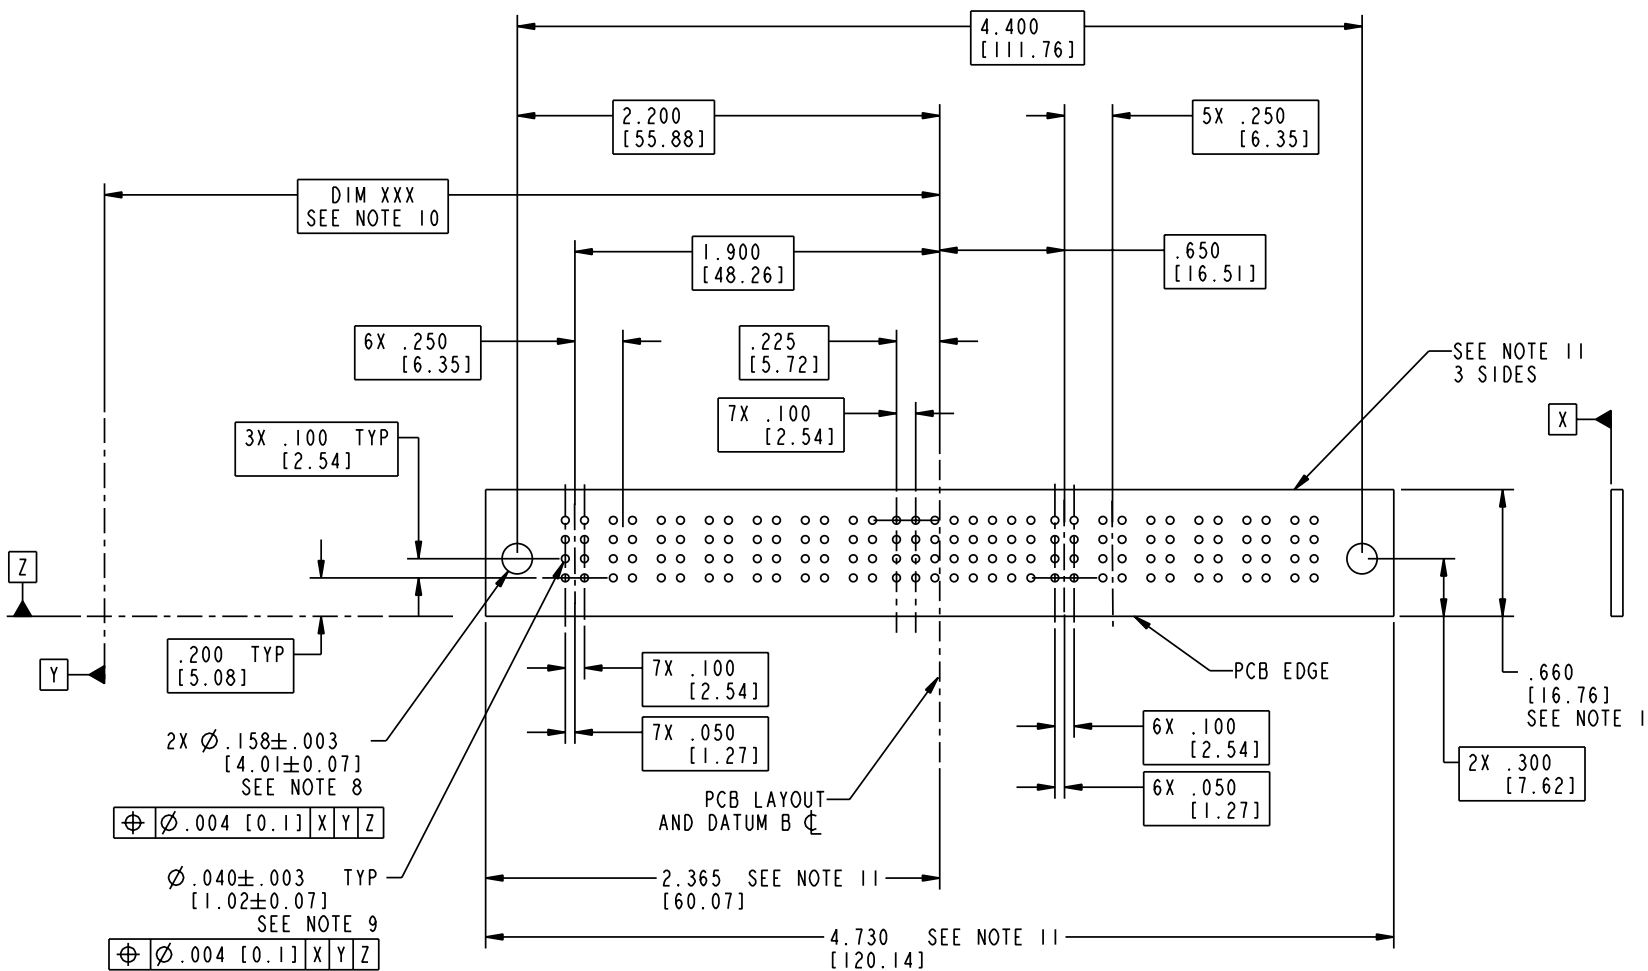 4.400
[111.76]
2.200
[55.88]
5X .250
[6.35]
DIM XXX
SEE NOTE 10
1.900
[48.26]
.650
[16.51]
6X .250
[6.35]
.225
[5.72]
SEE NOTE 11
3 SIDES
7X .100
[2.54]
X
3X .100 TYP
[2.54]
Z
.200 TYP
[5.08]
Y
7X .100
[2.54]
PCB EDGE
.660
[16.76]
SEE NOTE 1
7X .050
[1.27]
6X .100
[2.54]
2X Ø.158±.003
[4.01±0.07]
SEE NOTE 8
2X .300
[7.62]
6X .050
[1.27]
PCB LAYOUT
AND DATUM B ℄
⌖ Ø.004 [0.1] X Y Z
Ø.040±.003 TYP
[1.02±0.07]
SEE NOTE 9
2.365 SEE NOTE 11
[60.07]
⌖ Ø.004 [0.1] X Y Z
4.730 SEE NOTE 11
[120.14]